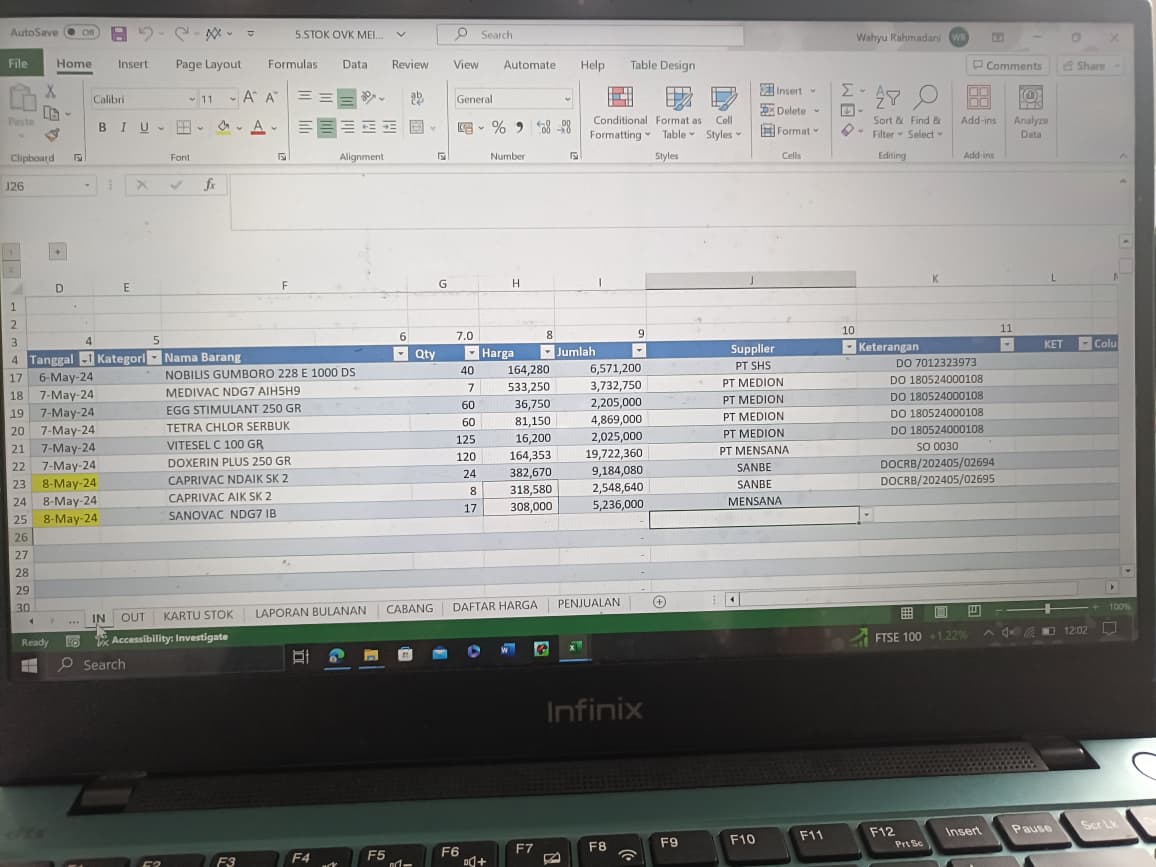 AutoSave Off 5.STOK OVK MEI... Search Wahyu Rahmadani WR
File Home Insert Page Layout Formulas Data Review View Automate Help Table Design Comments Share
Calibri 11 A A ab General Insert Σ
Paste B I U A % 9 Conditional Formatting Format as Table Cell Styles Delete Format Sort & Filter Find & Select Add-ins Analyze Data
Clipboard Font Alignment Number Styles Cells Editing Add-ins
J26 fx
D E F G H I J K L
1
2
3 4 5 6 7.0 8 9 10 11
4 Tanggal Kategori Nama Barang Qty Harga Jumlah Supplier Keterangan KET Colu
17 6-May-24 NOBILIS GUMBORO 228 E 1000 DS 40 164,280 6,571,200 PT SHS DO 7012323973
18 7-May-24 MEDIVAC NDG7 AIH5H9 7 533,250 3,732,750 PT MEDION DO 180524000108
19 7-May-24 EGG STIMULANT 250 GR 60 36,750 2,205,000 PT MEDION DO 180524000108
20 7-May-24 TETRA CHLOR SERBUK 60 81,150 4,869,000 PT MEDION DO 180524000108
21 7-May-24 VITESEL C 100 GR 125 16,200 2,025,000 PT MEDION DO 180524000108
22 7-May-24 DOXERIN PLUS 250 GR 120 164,353 19,722,360 PT MENSANA SO 0030
23 8-May-24 CAPRIVAC NDAIK SK 2 24 382,670 9,184,080 SANBE DOCRB/202405/02694
24 8-May-24 CAPRIVAC AIK SK 2 8 318,580 2,548,640 SANBE DOCRB/202405/02695
25 8-May-24 SANOVAC NDG7 IB 17 308,000 5,236,000 MENSANA
26 -
27 -
28 -
29 -
30
... IN OUT KARTU STOK LAPORAN BULANAN CABANG DAFTAR HARGA PENJUALAN
Ready Accessibility: Investigate 100%
Search FTSE 100 +1.22% 12:02
Infinix
F2 F3 F4 F5 F6 F7 F8 F9 F10 F11 F12 PrtSc Insert Pause Scr Lk